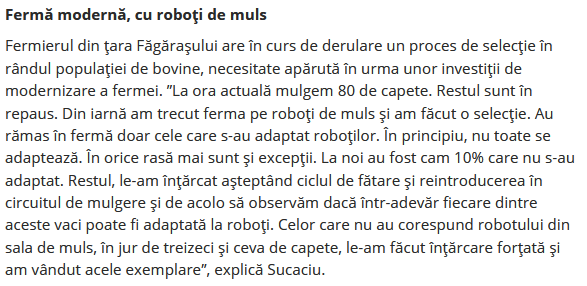 Fermă modernă, cu roboţi de muls
Fermierul din ţara Făgăraşului are în curs de derulare un proces de selecţie în
rândul populaţiei de bovine, necesitate apărută în urma unor investiţii de
modernizare a fermei. ”La ora actuală mulgem 80 de capete. Restul sunt în
repaus. Din iarnă am trecut ferma pe roboţi de muls şi am făcut o selecţie. Au
rămas în fermă doar cele care s-au adaptat roboţilor. În principiu, nu toate se
adaptează. În orice rasă mai sunt şi excepţii. La noi au fost cam 10% care nu s-au
adaptat. Restul, le-am înţărcat aşteptând ciclul de fătare şi reintroducerea în
circuitul de mulgere şi de acolo să observăm dacă într-adevăr fiecare dintre
aceste vaci poate fi adaptată la roboţi. Celor care nu au corespund robotului din
sala de muls, în jur de treizeci şi ceva de capete, le-am făcut înţărcare forţată şi
am vândut acele exemplare”, explică Sucaciu.